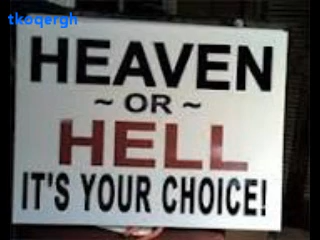 tkoqergh
HEAVEN
~ OR ~
HELL
IT'S YOUR CHOICE!